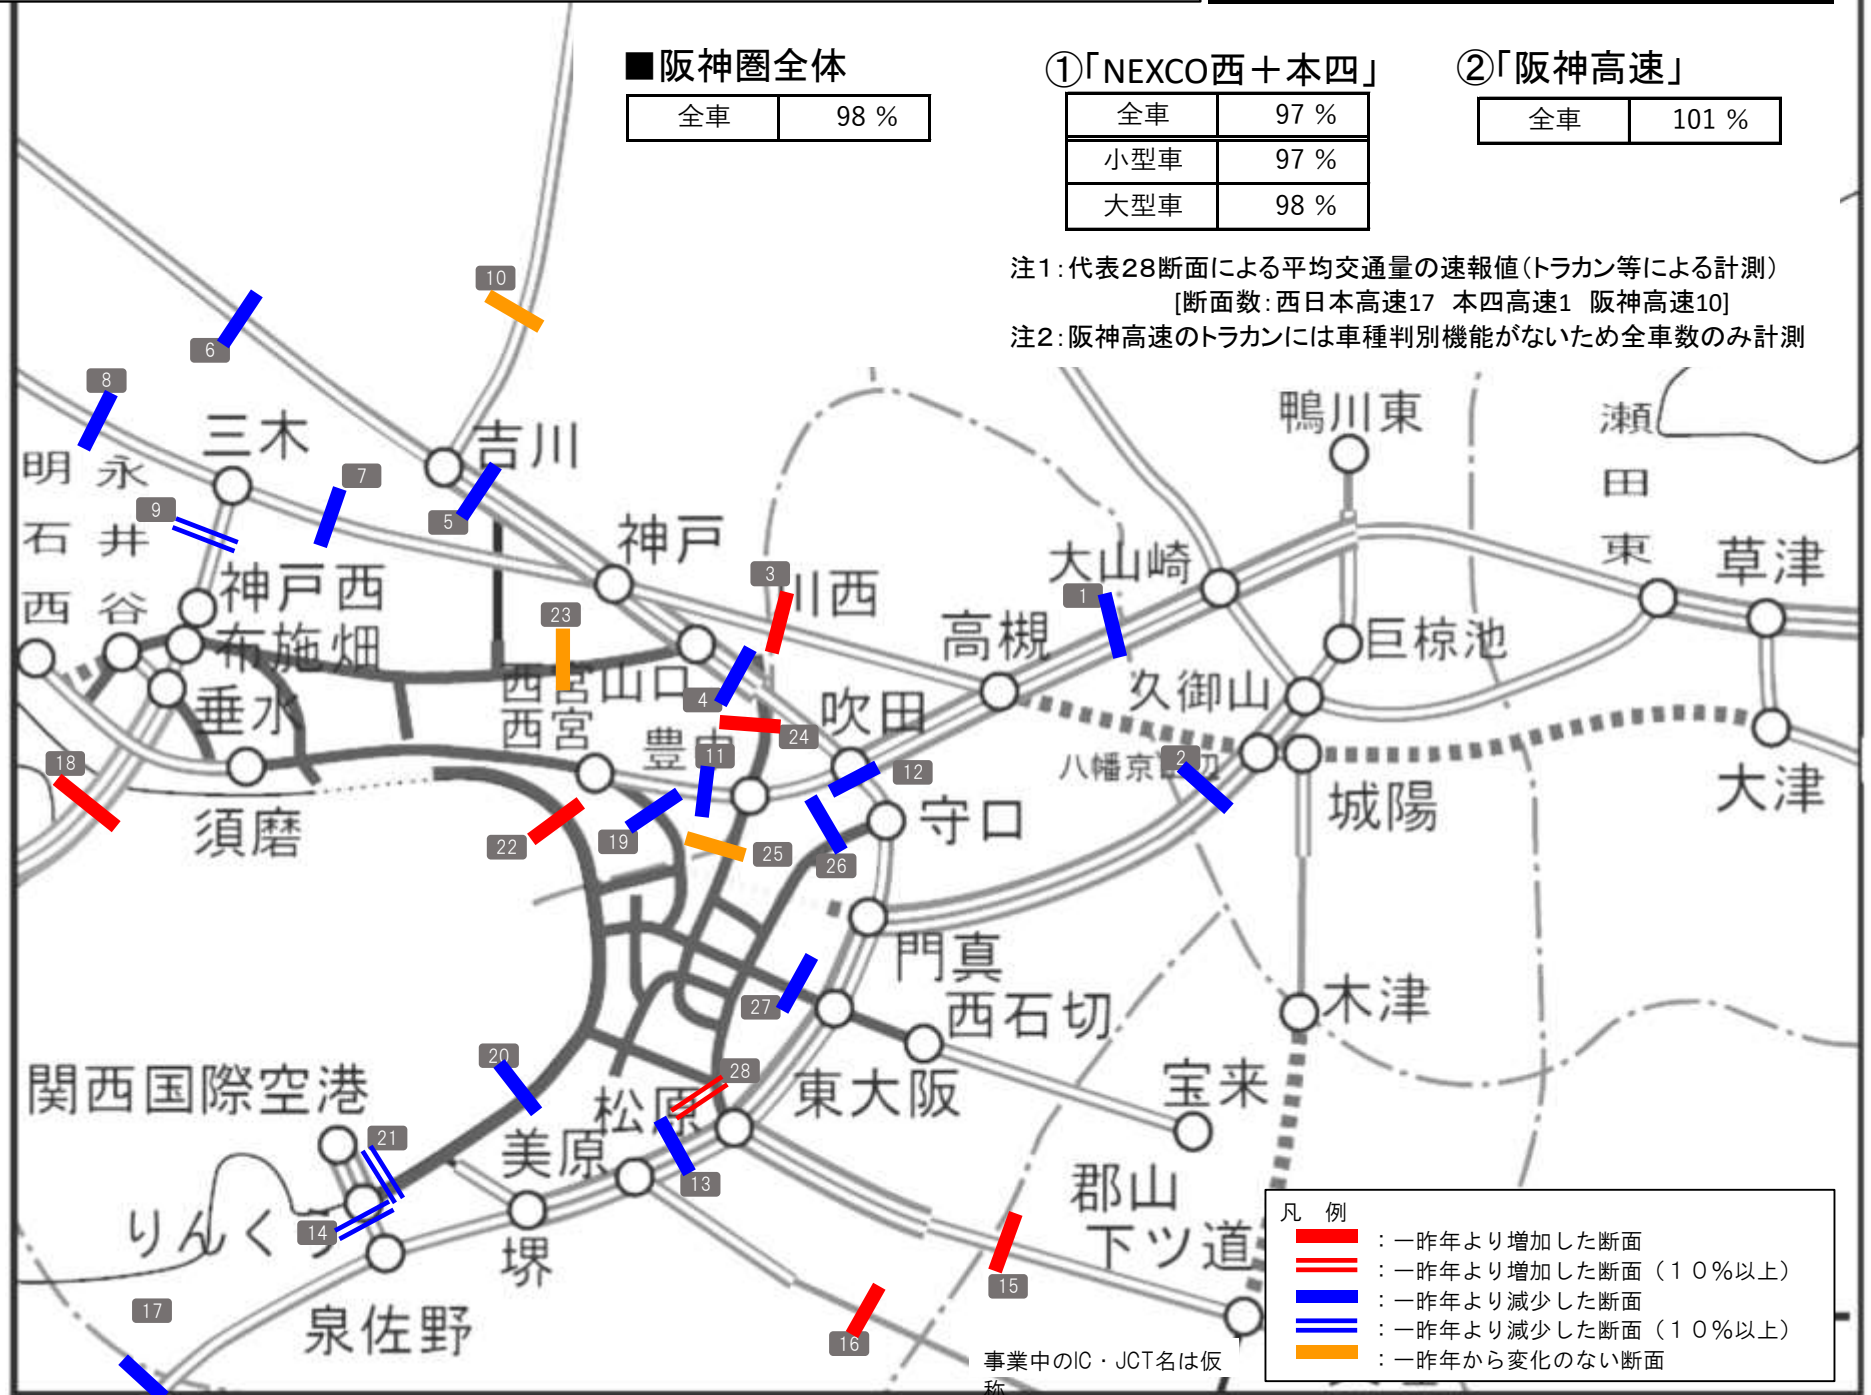 ■阪神圏全体
全車 98 %
①「NEXCO西＋本四」
全車 97 %
小型車 97 %
大型車 98 %
②「阪神高速」
全車 101 %
注1：代表28断面による平均交通量の速報値（トラカン等による計測）
[断面数：西日本高速17 本四高速1 阪神高速10]
注2：阪神高速のトラカンには車種判別機能がないため全車数のみ計測
10
6
8
三木
吉川
鴨川東
瀬田東
明石西
永井谷
7
9
5
神戸
大山崎
草津
神戸西
3
川西
1
高槻
布施畑
23
巨椋池
西宮山口
4
久御山
垂水
西宮
吹田
24
豊中
11
12
八幡京田辺
2
18
大津
須磨
守口
城陽
22
19
25
26
門真
27
西石切
木津
20
関西国際空港
松原
28
東大阪
宝来
21
美原
13
郡山
下ツ道
14
りんくう
堺
15
17
泉佐野
16
事業中のIC・JCT名は仮
称
凡 例
：一昨年より増加した断面
：一昨年より増加した断面（１０％以上）
：一昨年より減少した断面
：一昨年より減少した断面（１０％以上）
：一昨年から変化のない断面